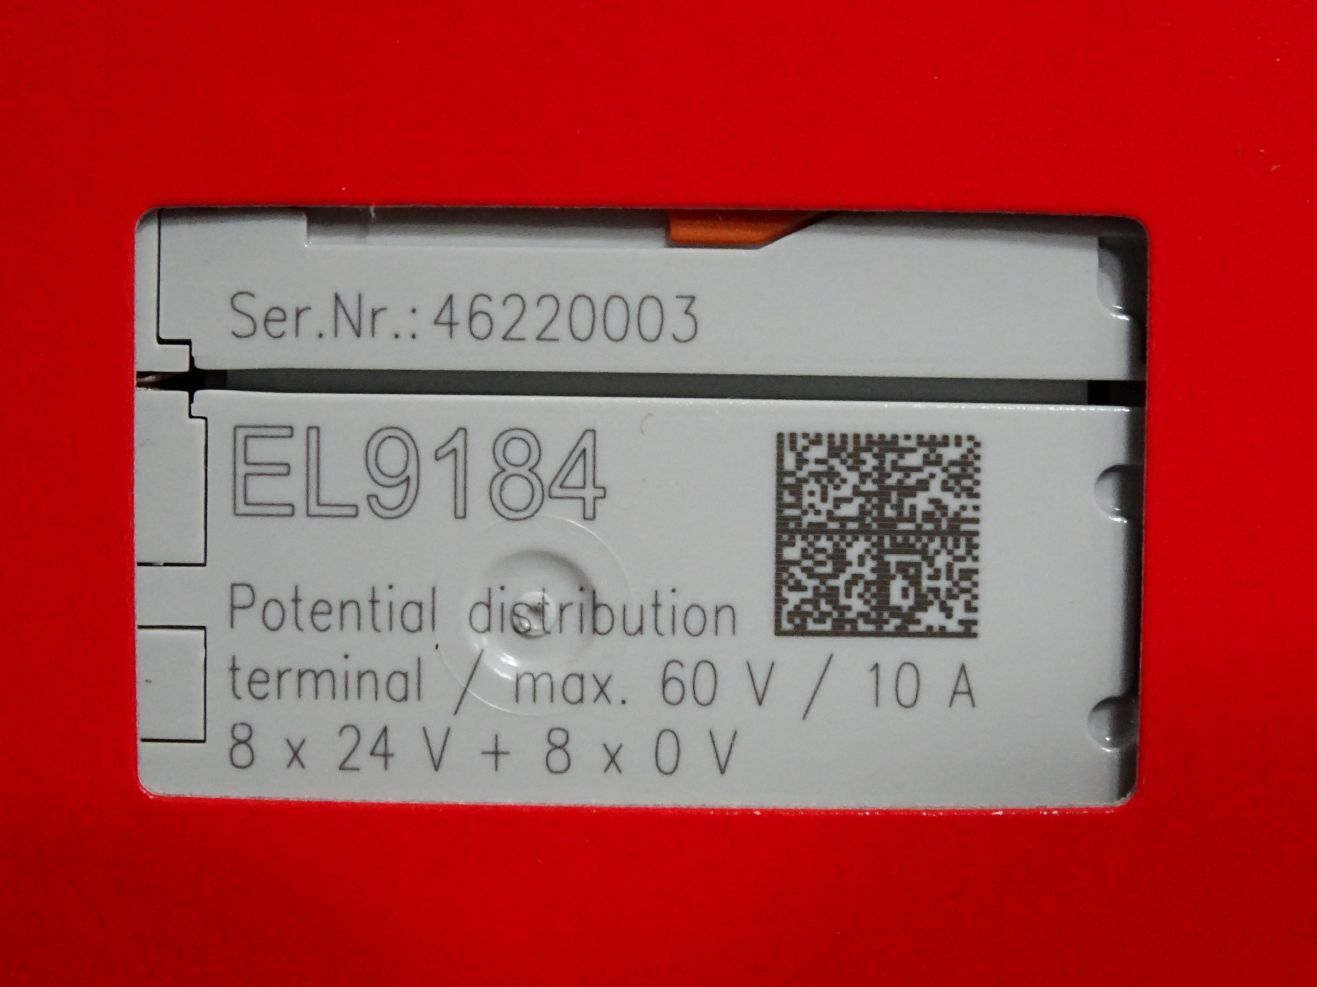 Ser.Nr.: 46220003
EL9184
Potential distribution
terminal / max. 60 V / 10 A
8 x 24 V + 8 x 0 V